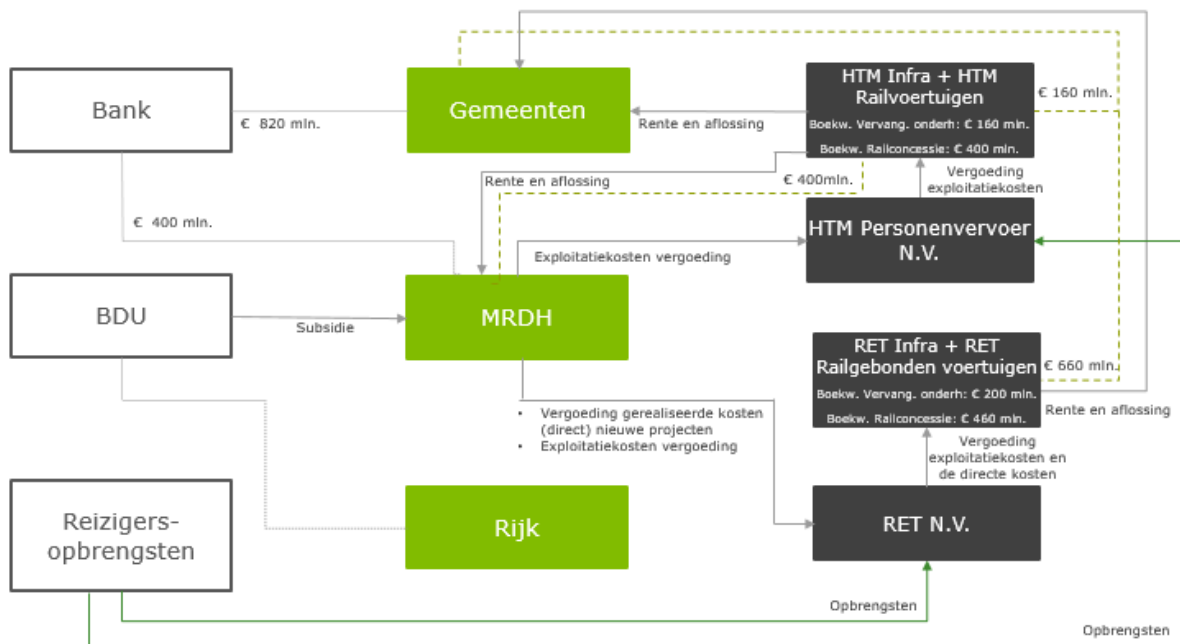 Bank
€ 820 mln.
Gemeenten
HTM Infra + HTM
Railvoertuigen
Boekw. Vervang. onderh: € 160 mln.
Boekw. Railconcessie: € 400 mln.
€ 160 mln.
Rente en aflossing
Rente en aflossing
€ 400mln.
Vergoeding
exploitatiekosten
€ 400 mln.
HTM Personenvervoer
N.V.
Exploitatiekosten vergoeding
BDU
Subsidie
MRDH
RET Infra + RET
Railgebonden voertuigen
Boekw. Vervang. onderh: € 200 mln.
Boekw. Railconcessie: € 460 mln.
€ 660 mln.
Rente en aflossing
• Vergoeding gerealiseerde kosten
(direct) nieuwe projecten
• Exploitatiekosten vergoeding
Vergoeding
exploitatiekosten en
de directe kosten
Reizigers-
opbrengsten
Rijk
RET N.V.
Opbrengsten
Opbrengsten